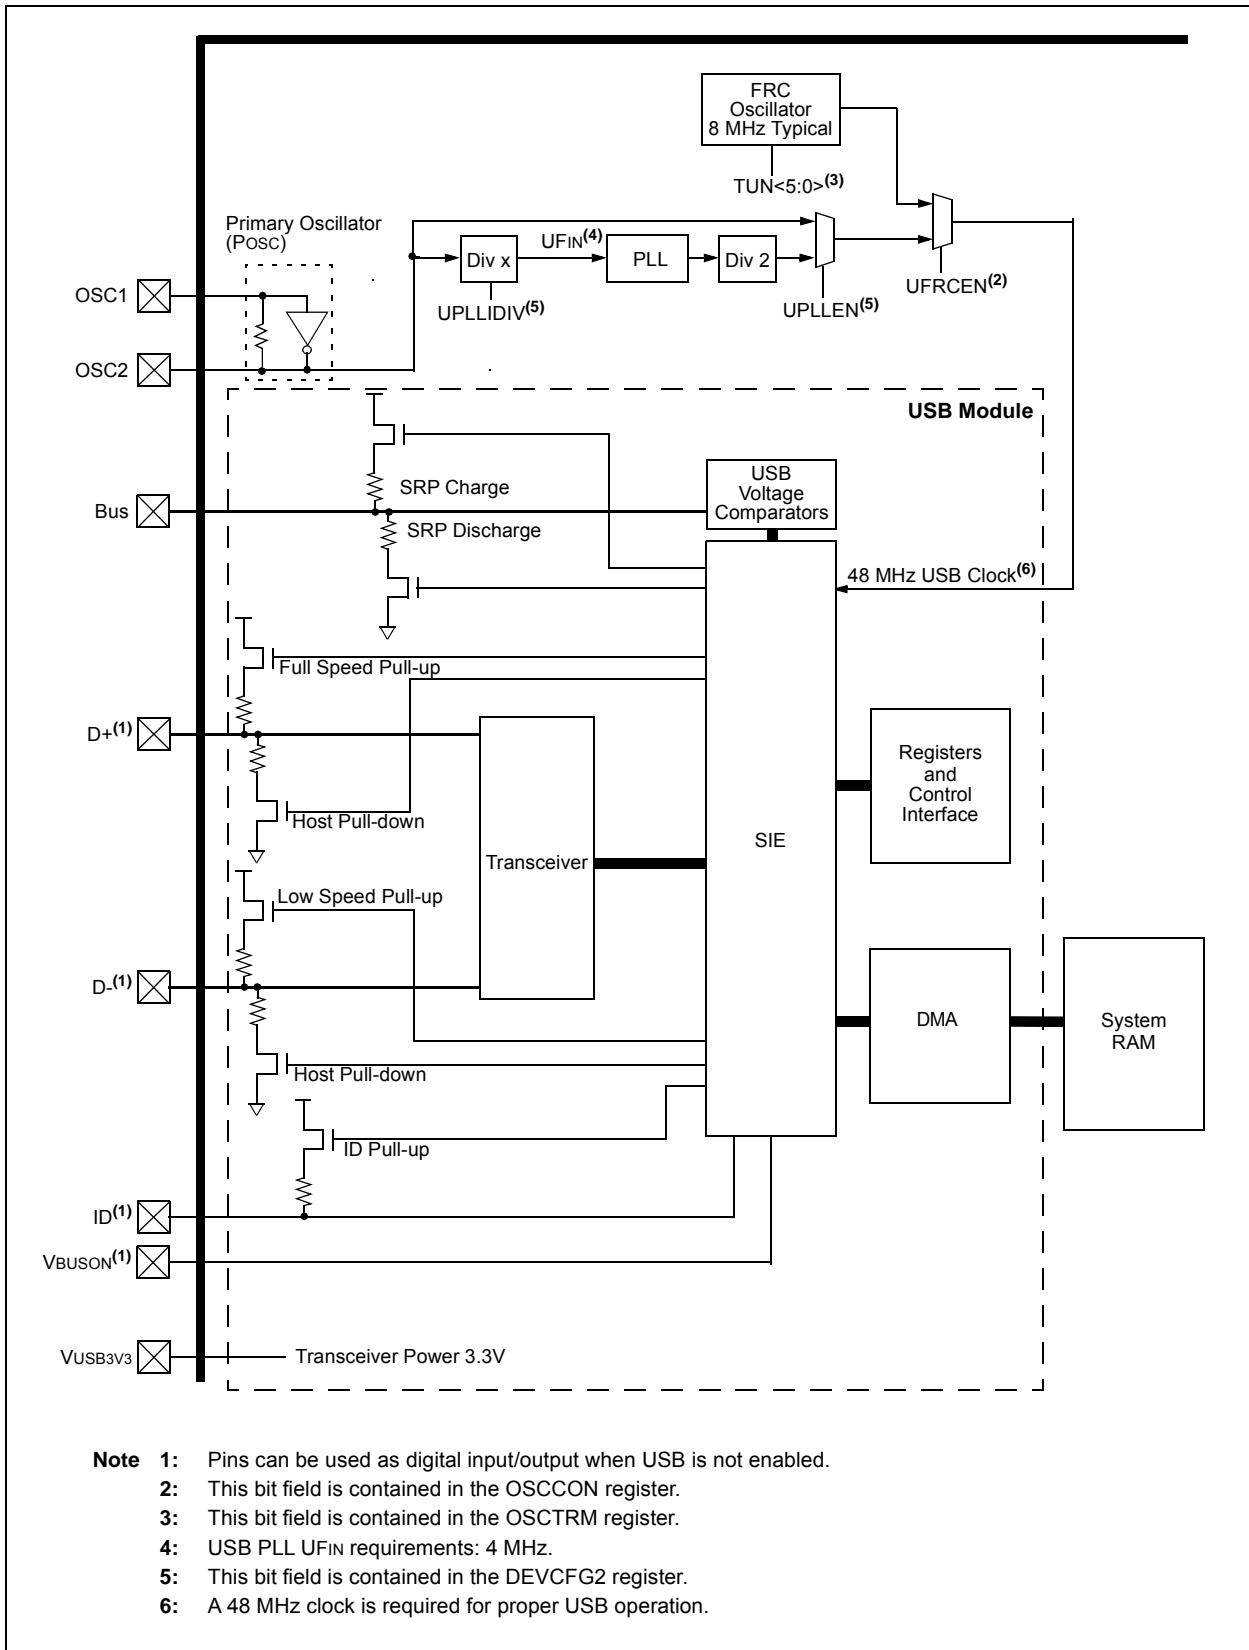 FRC
Oscillator
8 MHz Typical
TUN<5:0>(3)
Primary Oscillator
(POSC)
UFIN(4)
Div x
PLL
Div 2
UFRCEN(2)
OSC1
UPLLIDIV(5)
UPLLEN(5)
OSC2
USB Module
USB
Voltage
Comparators
SRP Charge
Bus
SRP Discharge
48 MHz USB Clock(6)
Full Speed Pull-up
D+(1)
Registers
and
Control
Interface
Host Pull-down
SIE
Transceiver
Low Speed Pull-up
D-(1)
DMA
System
RAM
Host Pull-down
ID Pull-up
ID(1)
VBUSON(1)
VUSB3V3
Transceiver Power 3.3V
Note 1: Pins can be used as digital input/output when USB is not enabled.
2: This bit field is contained in the OSCCON register.
3: This bit field is contained in the OSCTRM register.
4: USB PLL UFIN requirements: 4 MHz.
5: This bit field is contained in the DEVCFG2 register.
6: A 48 MHz clock is required for proper USB operation.